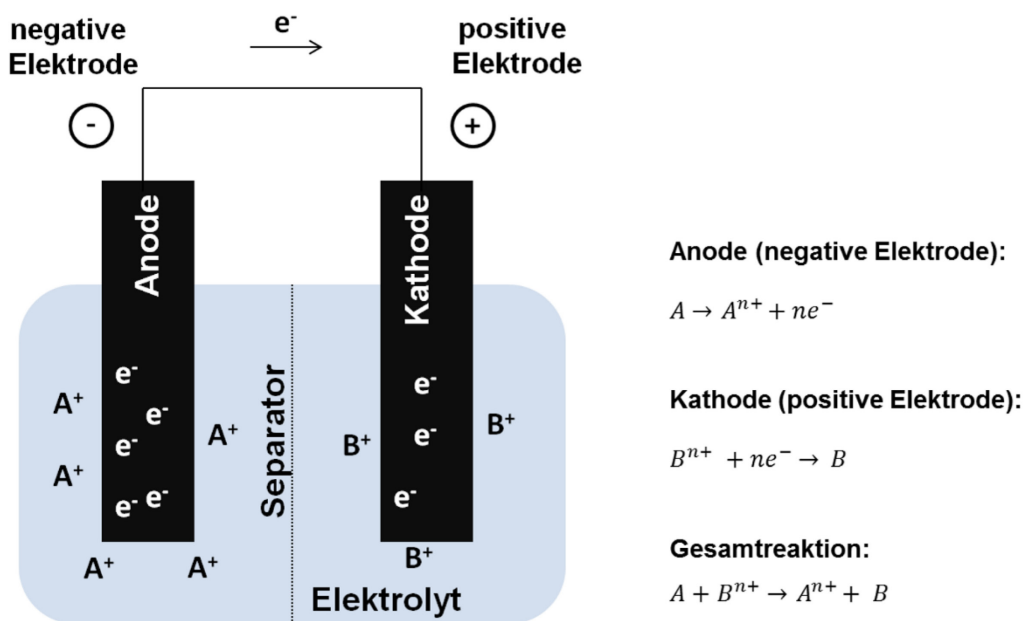 negative
Elektrode
e⁻
positive
Elektrode
-
+
Anode
Kathode
Separator
e⁻
e⁻
e⁻
e⁻
e⁻
A⁺
A⁺
A⁺
A⁺
A⁺
e⁻
e⁻
e⁻
B⁺
B⁺
B⁺
Elektrolyt
Anode (negative Elektrode):
A → Aⁿ⁺ + ne⁻
Kathode (positive Elektrode):
Bⁿ⁺ + ne⁻ → B
Gesamtreaktion:
A + Bⁿ⁺ → Aⁿ⁺ + B